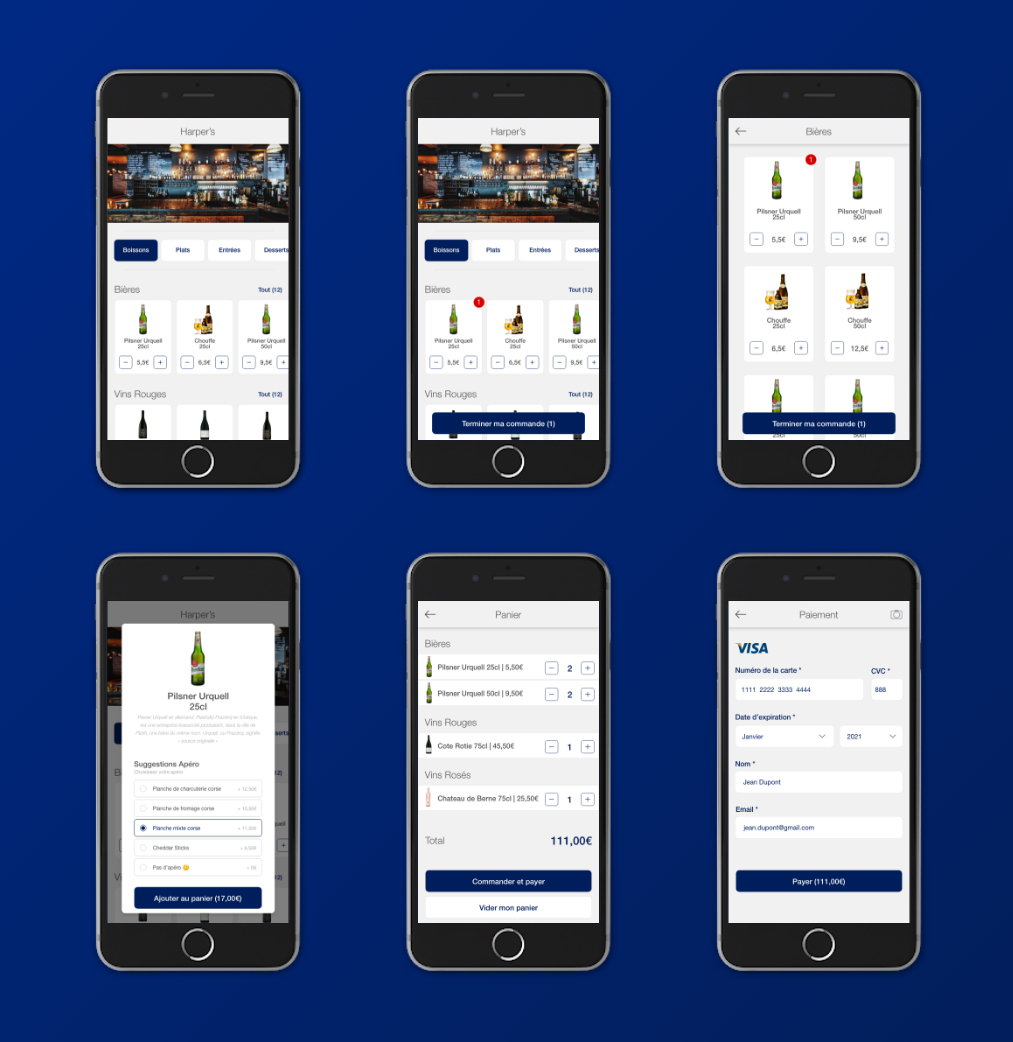 Harper's
Boissons
Plats
Entrées
Desserts
Bières
Tout (12)
Pilsner Urquell
25cl
Chouffe
25cl
Pilsner Urquell
50cl
− 5,5€ +
− 6,5€ +
− 9,5€ +
Vins Rouges
Tout (12)
Harper's
Boissons
Plats
Entrées
Desserts
Bières
Tout (12)
1
Pilsner Urquell
25cl
Chouffe
25cl
Pilsner Urquell
50cl
− 5,5€ +
− 6,5€ +
− 9,5€ +
Vins Rouges
Tout (12)
Terminer ma commande (1)
Bières
1
Pilsner Urquell
25cl
Pilsner Urquell
50cl
− 5,5€ +
− 9,5€ +
Chouffe
25cl
Chouffe
50cl
− 6,5€ +
− 12,5€ +
Terminer ma commande (1)
25cl
50cl
Harper's
Pilsner Urquell
25cl
Suggestions Apéro
Planche de charcuterie corse
Planche de fromage corse
Planche mixte corse
Cheddar Sticks
Pas d'apéro
Ajouter au panier (17,00€)
Panier
Bières
Pilsner Urquell 25cl | 5,50€ − 2 +
Pilsner Urquell 50cl | 9,50€ − 2 +
Vins Rouges
Cote Rotie 75cl | 45,50€ − 1 +
Vins Rosés
Chateau de Berne 75cl | 25,50€ − 1 +
Total 111,00€
Commander et payer
Vider mon panier
Paiement
VISA
Numéro de la carte *
CVC *
1111 2222 3333 4444
888
Date d'expiration *
Janvier
2021
Nom *
Jean Dupont
Email *
jean.dupont@gmail.com
Payer (111,00€)